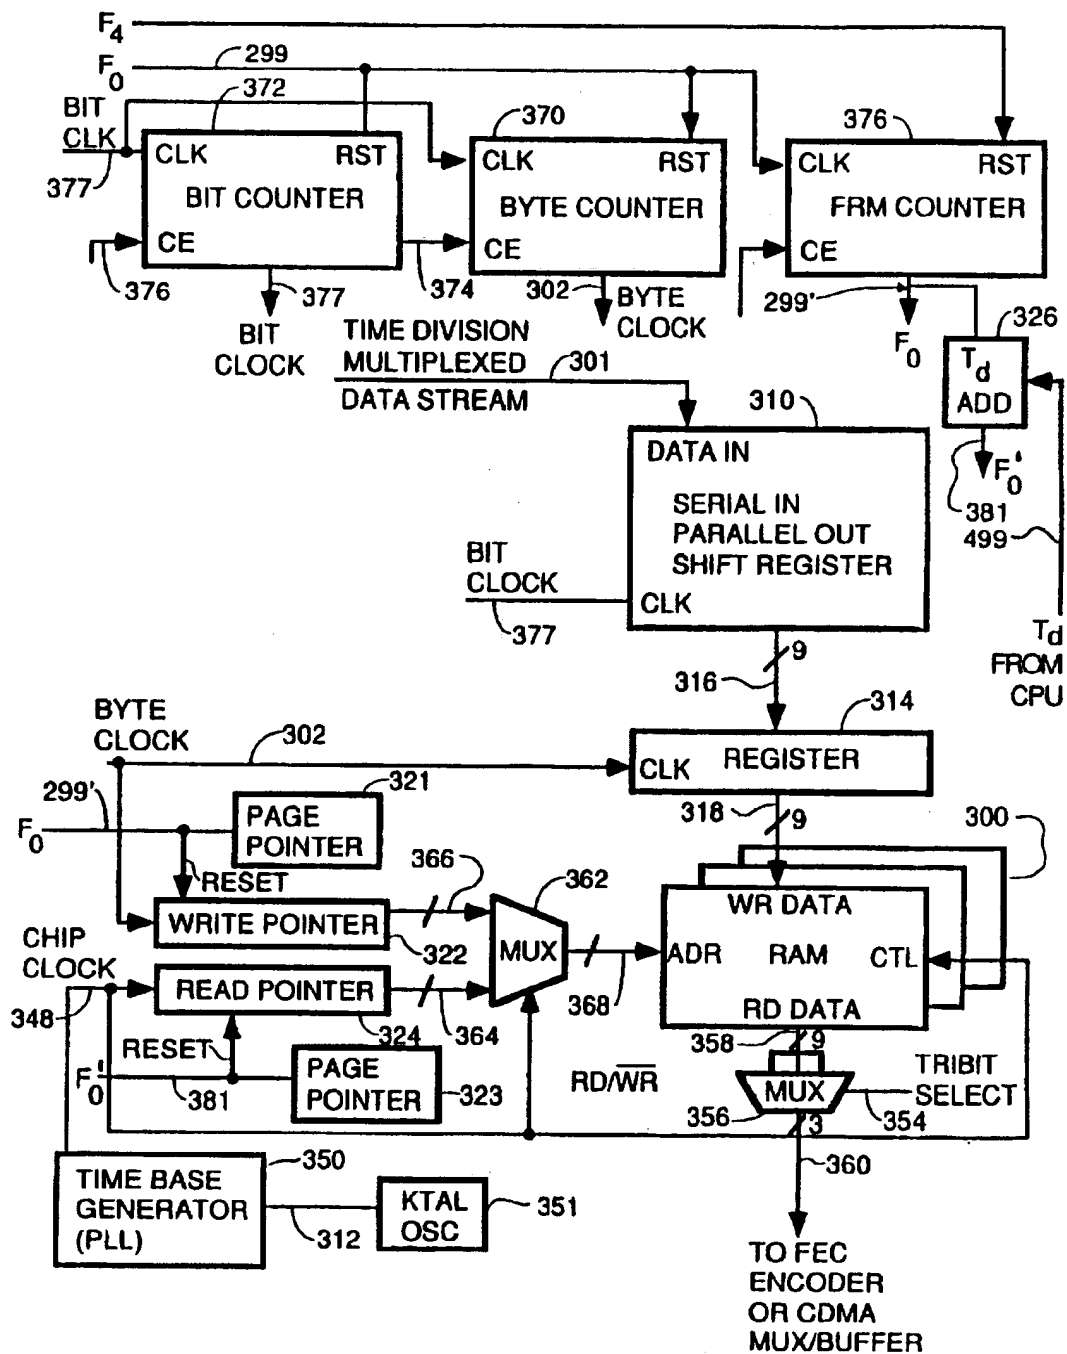 F4
F0
299
BIT
CLK
372
370
376
CLK
RST
CLK
RST
CLK
RST
377
BIT COUNTER
BYTE COUNTER
FRM COUNTER
CE
CE
CE
376
377
374
302
BYTE
CLOCK
299'
326
BIT
CLOCK
TIME DIVISION
MULTIPLEXED
DATA STREAM
301
F0
Td
ADD
310
DATA IN
F0'
381
499
SERIAL IN
PARALLEL OUT
SHIFT REGISTER
BIT
CLOCK
377
CLK
9
316
Td
FROM
CPU
BYTE
CLOCK
302
314
CLK
REGISTER
299'
321
318
9
300
F0
PAGE
POINTER
RESET
366
362
WRITE POINTER
322
WR DATA
CHIP
CLOCK
MUX
ADR
RAM
CTL
READ POINTER
348
324
364
368
RD DATA
RESET
358
9
F0'
381
PAGE
POINTER
323
RD/WR
MUX
TRIBIT
SELECT
356
354
3
350
360
TIME BASE
GENERATOR
(PLL)
312
KTAL
OSC
351
TO FEC
ENCODER
OR CDMA
MUX/BUFFER